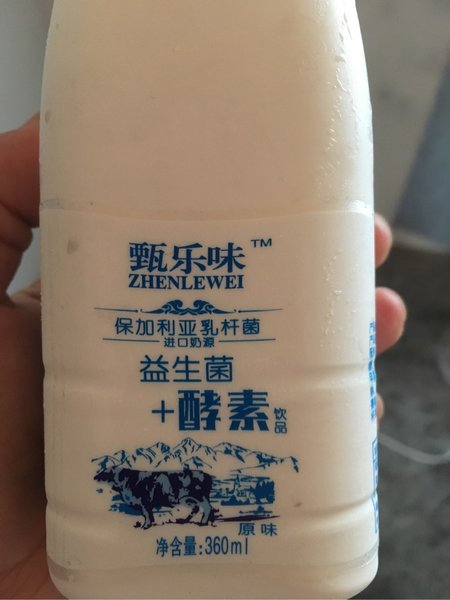 甄乐味™
ZHENLEWEI
保加利亚乳杆菌
进口奶源
益生菌
+酵素饮品
原味
净含量:360ml